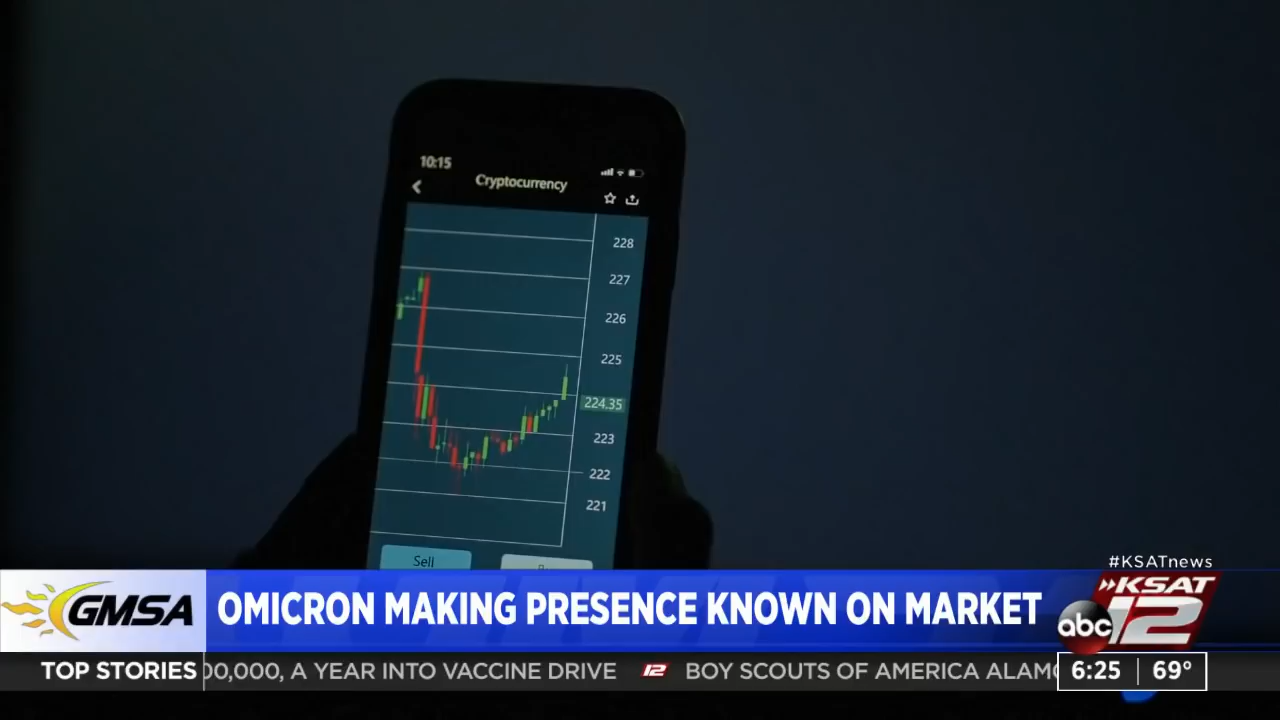 10:15
Cryptocurrency
228
227
226
225
224.35
223
222
221
Sell
#KSATnews
GMSA
OMICRON MAKING PRESENCE KNOWN ON MARKET
KSAT
abc 12
TOP STORIES
00,000, A YEAR INTO VACCINE DRIVE 12 BOY SCOUTS OF AMERICA ALAMO
6:25 69°